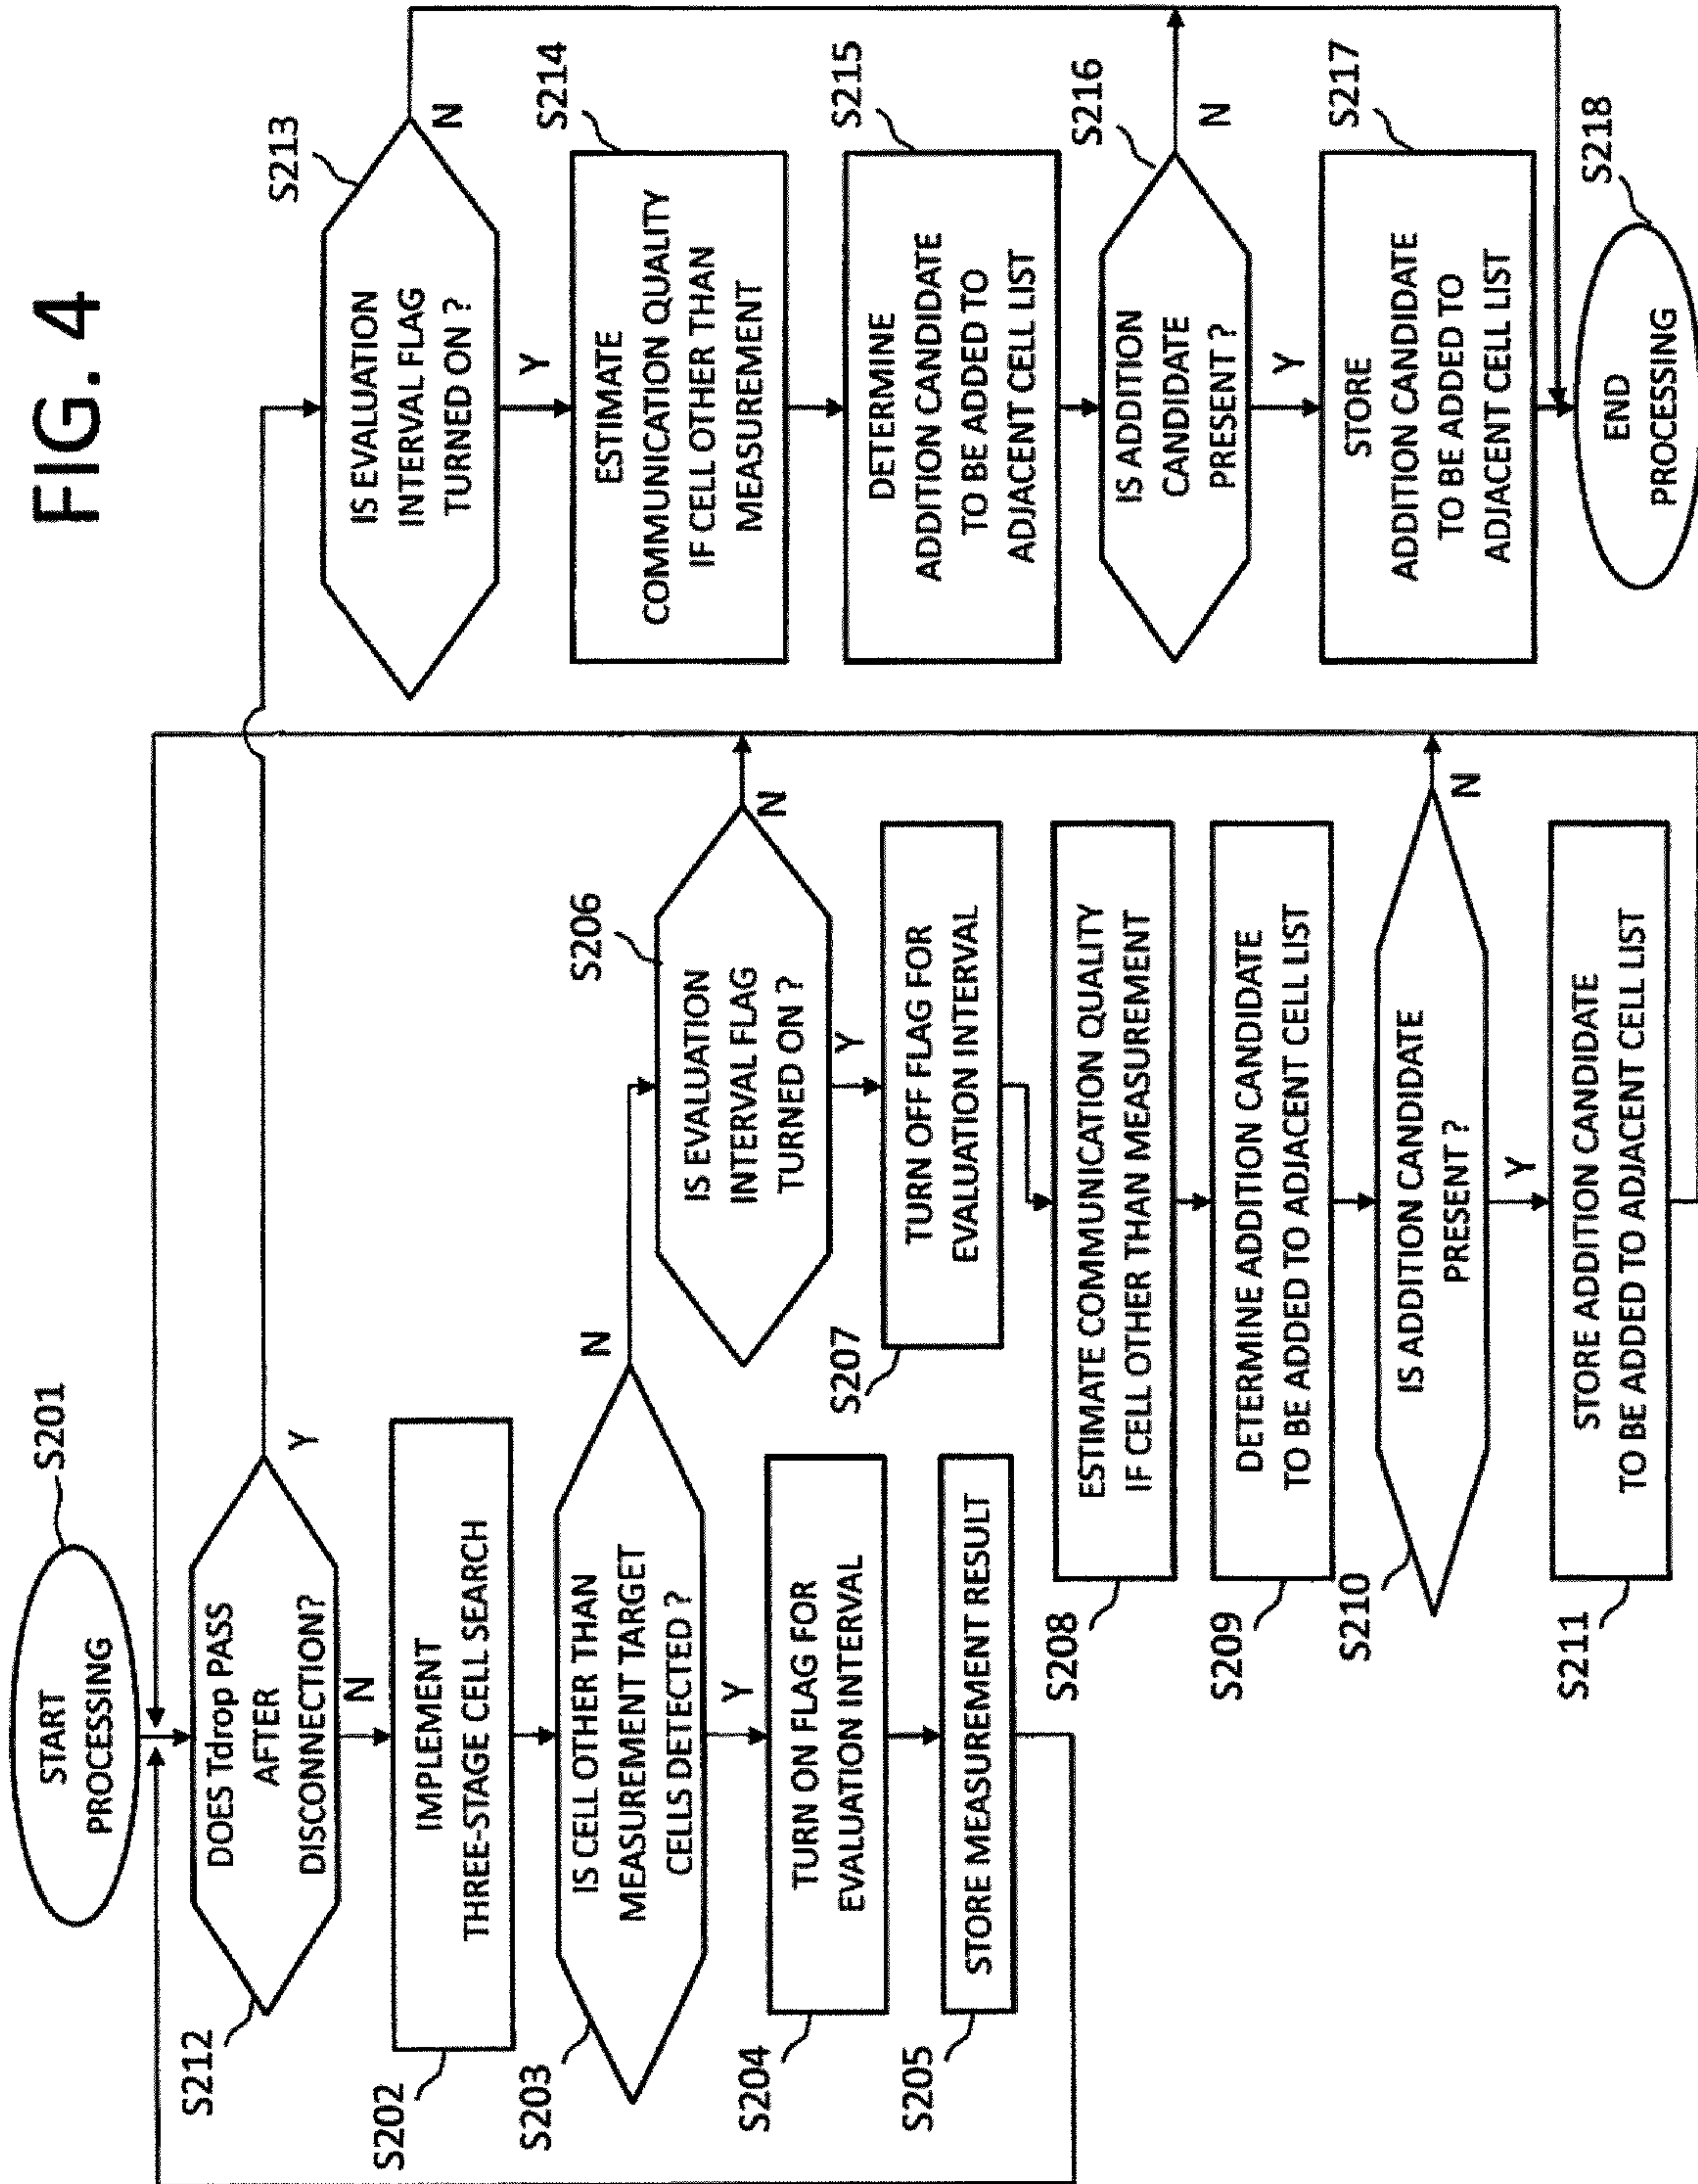 FIG. 4
START
PROCESSING
S201
DOES Tdrop PASS
AFTER
DISCONNECTION?
S212
Y
N
IMPLEMENT
THREE-STAGE CELL SEARCH
S202
IS CELL OTHER THAN
MEASUREMENT TARGET
CELLS DETECTED ?
S203
N
Y
TURN ON FLAG FOR
EVALUATION INTERVAL
S204
STORE MEASUREMENT RESULT
S205
S206
IS EVALUATION
INTERVAL FLAG
TURNED ON ?
N
Y
TURN OFF FLAG FOR
EVALUATION INTERVAL
S207
ESTIMATE COMMUNICATION QUALITY
IF CELL OTHER THAN MEASUREMENT
S208
DETERMINE ADDITION CANDIDATE
TO BE ADDED TO ADJACENT CELL LIST
S209
IS ADDITION CANDIDATE
PRESENT ?
S210
N
Y
STORE ADDITION CANDIDATE
TO BE ADDED TO ADJACENT CELL LIST
S211
S213
IS EVALUATION
INTERVAL FLAG
TURNED ON ?
N
Y
S214
ESTIMATE
COMMUNICATION QUALITY
IF CELL OTHER THAN
MEASUREMENT
S215
DETERMINE
ADDITION CANDIDATE
TO BE ADDED TO
ADJACENT CELL LIST
S216
IS ADDITION
CANDIDATE
PRESENT ?
N
Y
S217
STORE
ADDITION CANDIDATE
TO BE ADDED TO
ADJACENT CELL LIST
S218
END
PROCESSING